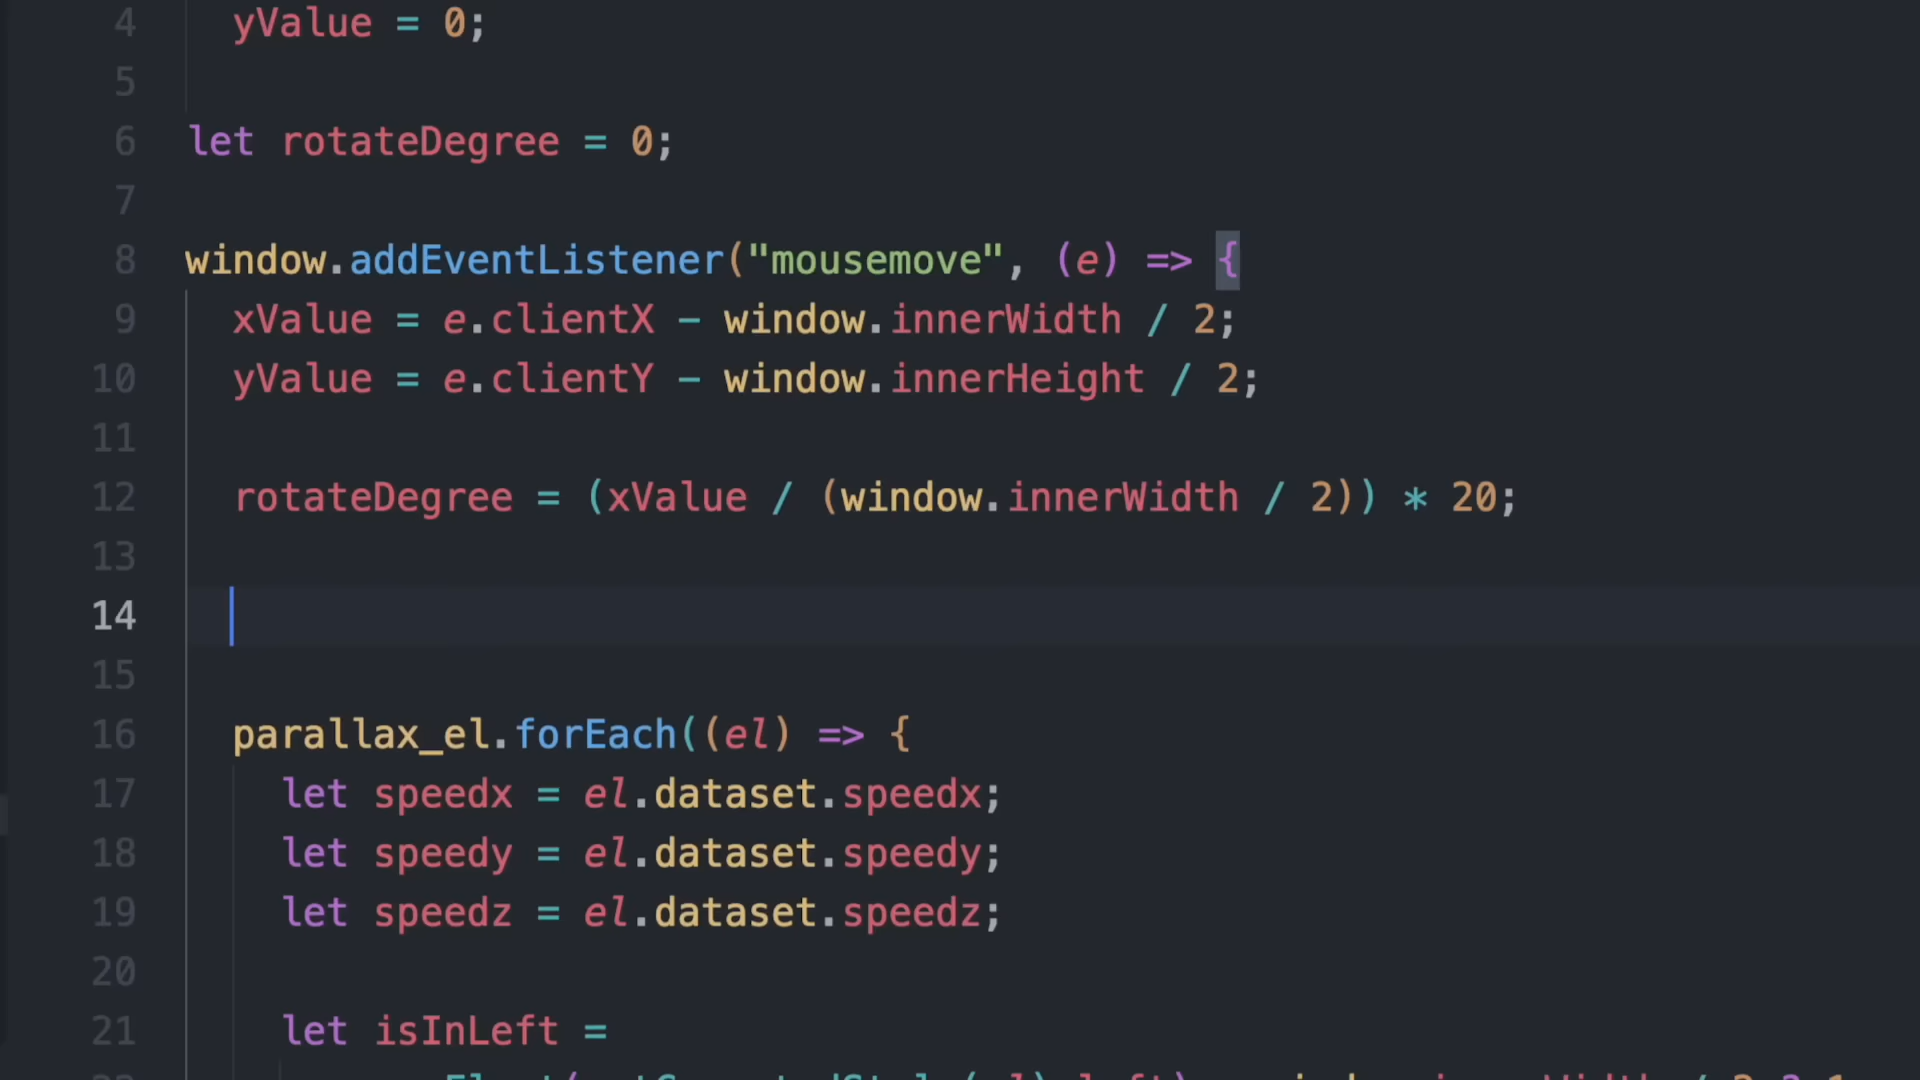 4 yValue = 0;
5
6 let rotateDegree = 0;
7
8 window.addEventListener("mousemove", (e) => {
9 xValue = e.clientX - window.innerWidth / 2;
10 yValue = e.clientY - window.innerHeight / 2;
11
12 rotateDegree = (xValue / (window.innerWidth / 2)) * 20;
13
14
15
16 parallax_el.forEach((el) => {
17 let speedx = el.dataset.speedx;
18 let speedy = el.dataset.speedy;
19 let speedz = el.dataset.speedz;
20
21 let isInLeft =